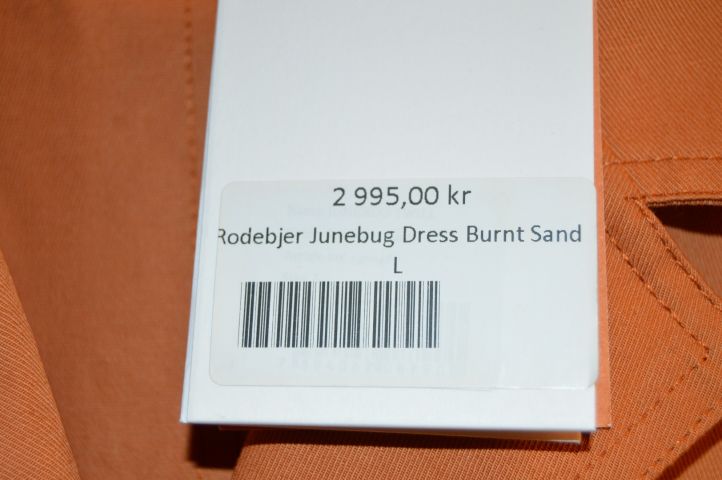 2 995,00 kr
Rodebjer Junebug Dress Burnt Sand
L